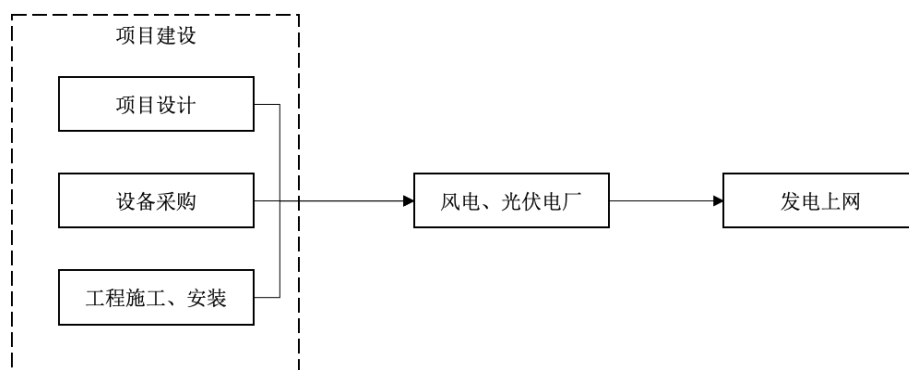 项目建设
项目设计
设备采购
工程施工、安装
风电、光伏电厂
发电上网